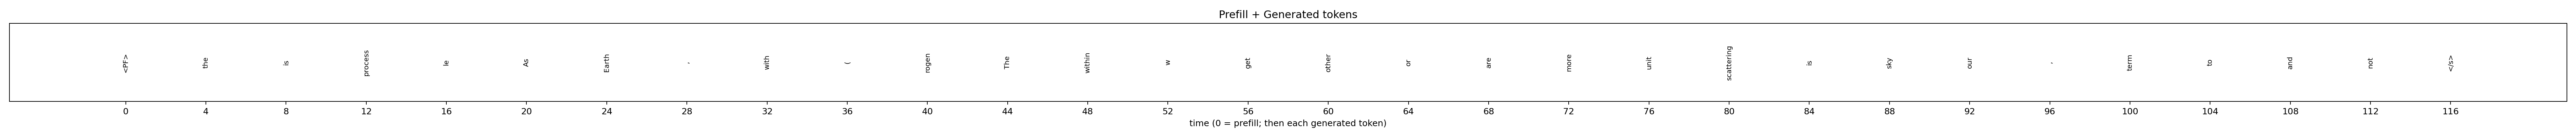 Prefill + Generated tokens
<PF> the is process le As Earth - with ( rogen The within w get other or are more unit scattering is sky our - term to and not </s>
0 4 8 12 16 20 24 28 32 36 40 44 48 52 56 60 64 68 72 76 80 84 88 92 96 100 104 108 112 116
time (0 = prefill; then each generated token)